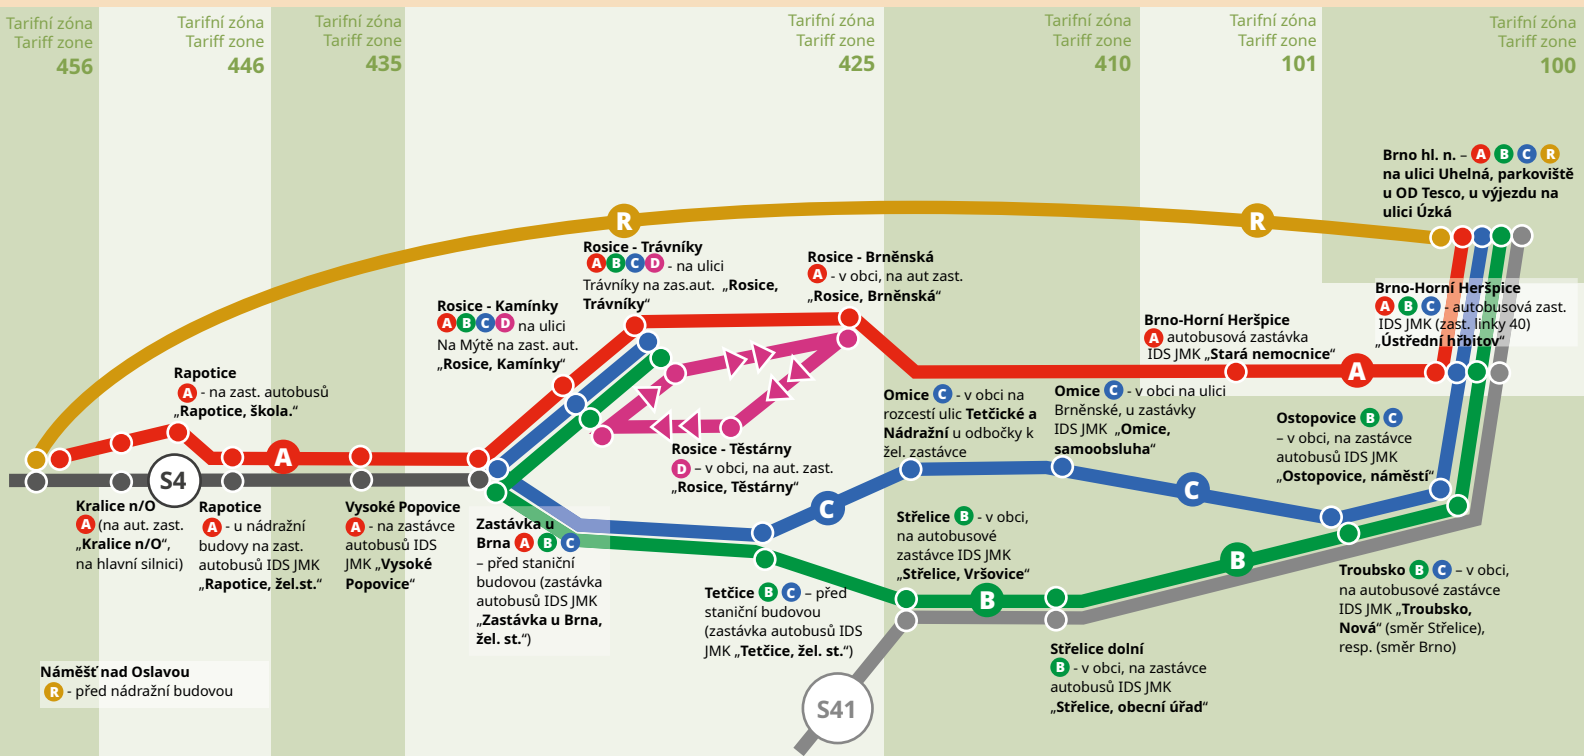 Tarifní zóna
Tariff zone
456
Tarifní zóna
Tariff zone
446
Tarifní zóna
Tariff zone
435
Tarifní zóna
Tariff zone
425
Tarifní zóna
Tariff zone
410
Tarifní zóna
Tariff zone
101
Tarifní zóna
Tariff zone
100
Brno hl. n. – A B C R
na ulici Uhelná, parkoviště
u OD Tesco, u výjezdu na
ulici Úzká
R
R
Rosice - Trávníky
A B C D - na ulici
Trávníky na zas.aut. „Rosice,
Trávníky“
Rosice - Brněnská
A - v obci, na aut zast.
„Rosice, Brněnská“
Rosice - Kamínky
A B C D na ulici
Na Mýtě na zast. aut.
„Rosice, Kamínky“
Brno-Horní Heršpice
A B C - autobusová zast.
IDS JMK (zast. linky 40)
„Ústřední hřbitov“
Brno-Horní Heršpice
A autobusová zastávka
IDS JMK „Stará nemocnice“
A
Rapotice
A - na zast. autobusů
„Rapotice, škola.“
Omice C - v obci na
rozcestí ulic Tetčické a
Nádražní u odbočky k
žel. zastávce
Omice C - v obci na ulici
Brněnské, u zastávky
IDS JMK „Omice,
samoobsluha“
Ostopovice B C
– v obci, na zastávce
autobusů IDS JMK
„Ostopovice, náměstí“
A
S4
Rosice - Těstárny
D – v obci, na aut. zast.
„Rosice, Těstárny“
C
C
Kralice n/O
A (na aut. zast.
„Kralice n/O“,
na hlavní silnici)
Rapotice
A - u nádražní
budovy na zast.
autobusů IDS JMK
„Rapotice, žel.st.“
Vysoké Popovice
A - na zastávce
autobusů IDS
JMK „Vysoké
Popovice“
Zastávka u
Brna A B C
– před staniční
budovou (zastávka
autobusů IDS JMK
„Zastávka u Brna,
žel. st.“)
Střelice B - v obci,
na autobusové
zastávce IDS JMK
„Střelice, Vršovice“
B
B
Tetčice B C – před
staniční budovou
(zastávka autobusů IDS
JMK „Tetčice, žel. st.“)
Troubsko B C – v obci,
na autobusové zastávce
IDS JMK „Troubsko,
Nová“ (směr Střelice),
resp. (směr Brno)
Střelice dolní
B - v obci, na zastávce
autobusů IDS JMK
„Střelice, obecní úřad“
S41
Náměšť nad Oslavou
R - před nádražní budovou